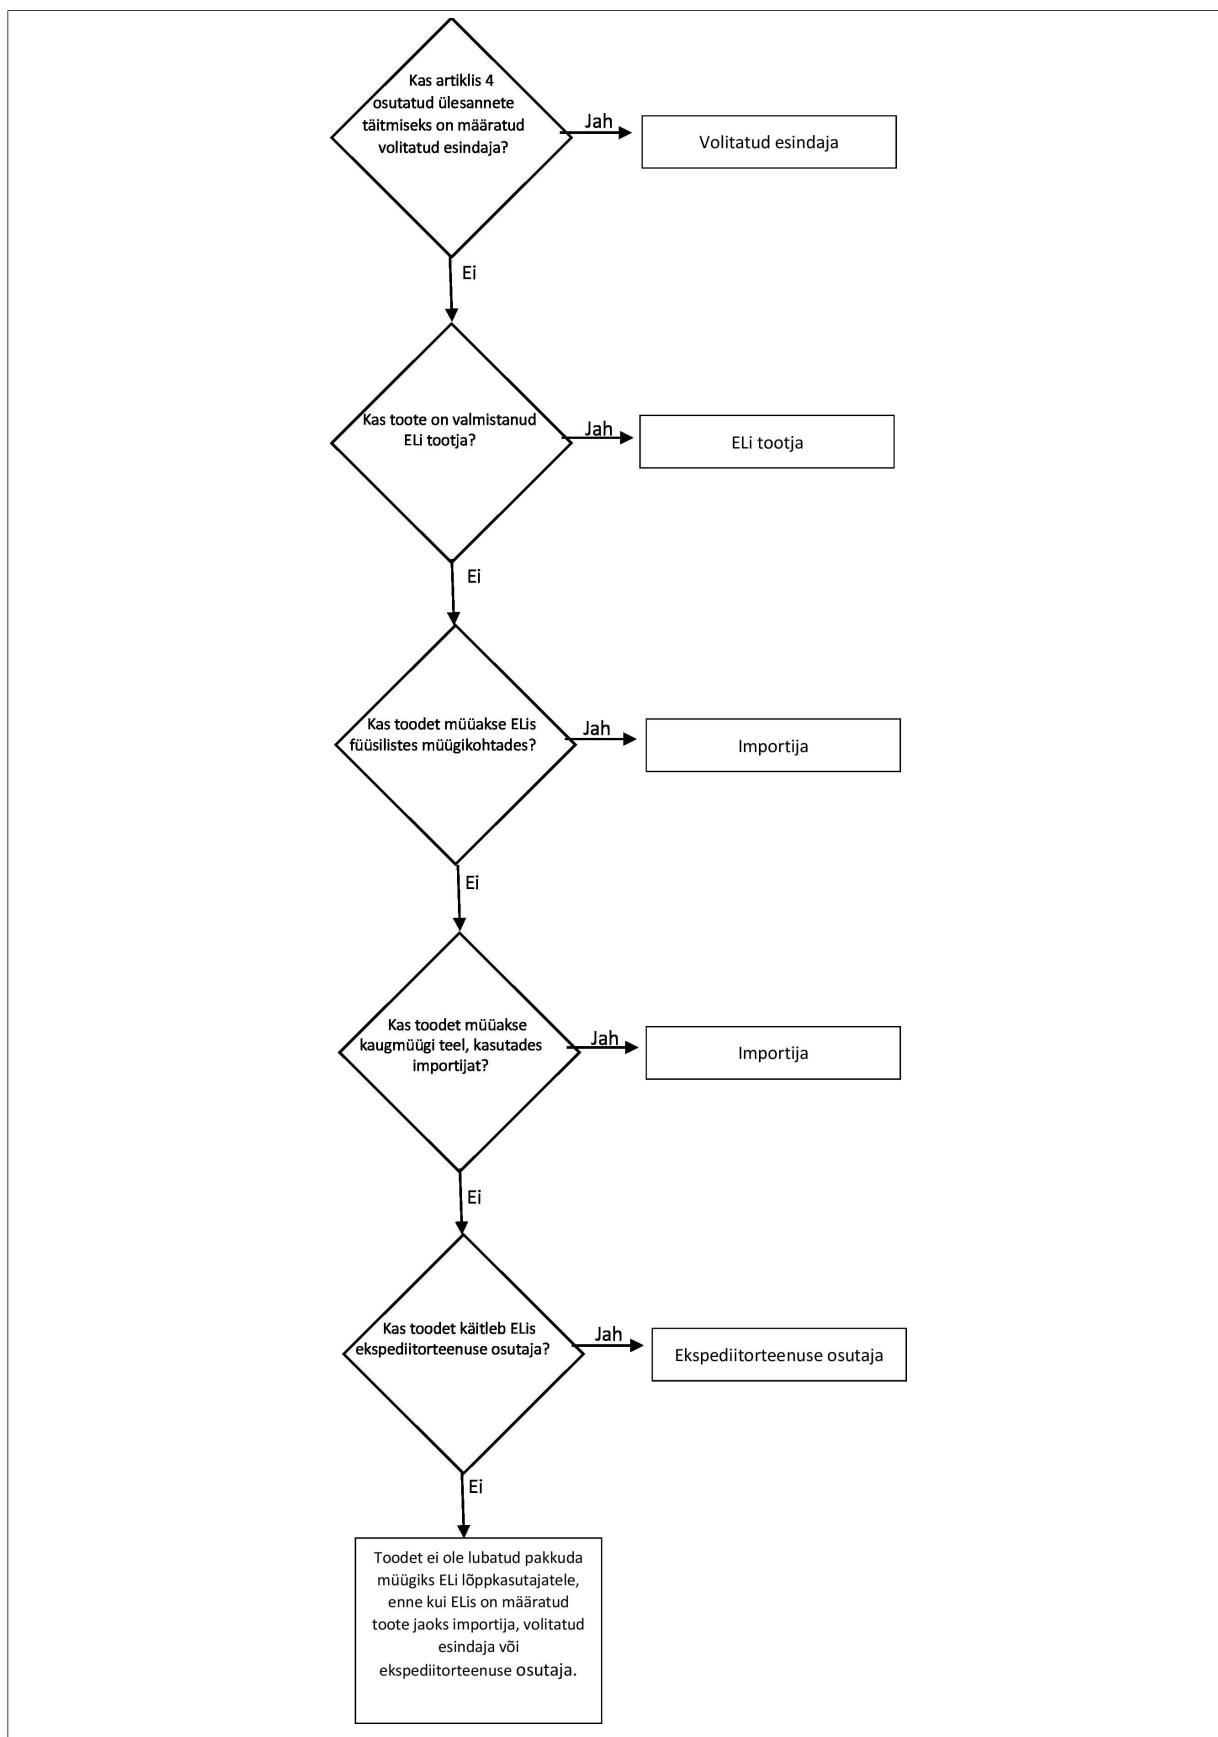 Kas artiklis 4
osutatud ülesannete
täitmiseks on määratud
volitatud esindaja?
Jah
Volitatud esindaja
Ei
Kas toote on valmistanud
ELi tootja?
Jah
ELi tootja
Ei
Kas toodet müüakse ELis
füüsilistes müügikohtades?
Jah
Importija
Ei
Kas toodet müüakse
kaugmüügi teel, kasutades
importijat?
Jah
Importija
Ei
Kas toodet käitleb ELis
ekspediitorteenuse osutaja?
Jah
Ekspediitorteenuse osutaja
Ei
Toodet ei ole lubatud pakkuda
müügiks ELi lõppkasutajatele,
enne kui ELis on määratud
toote jaoks importija, volitatud
esindaja või
ekspediitorteenuse osutaja.